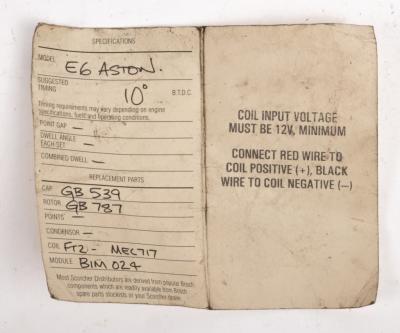 SPECIFICATIONS
MODEL E6 ASTON.
SUGGESTED
TIMING 10° B.T.D.C.
Timing requirements may vary depending on engine
specifications, fuel and operating conditions.
POINT GAP —
DWELL ANGLE
EACH SET —
COMBINED DWELL —
REPLACEMENT PARTS
CAP GB 539
ROTOR GB 787
POINTS —
CONDENSOR —
COIL FT2 - MEC717
MODULE BIM 024
Most Scorcher Distributors are derived from popular Bosch
components which are readily available from Bosch
spare parts stockists or your Scorcher store.
COIL INPUT VOLTAGE
MUST BE 12V, MINIMUM
CONNECT RED WIRE TO
COIL POSITIVE (+), BLACK
WIRE TO COIL NEGATIVE (–)